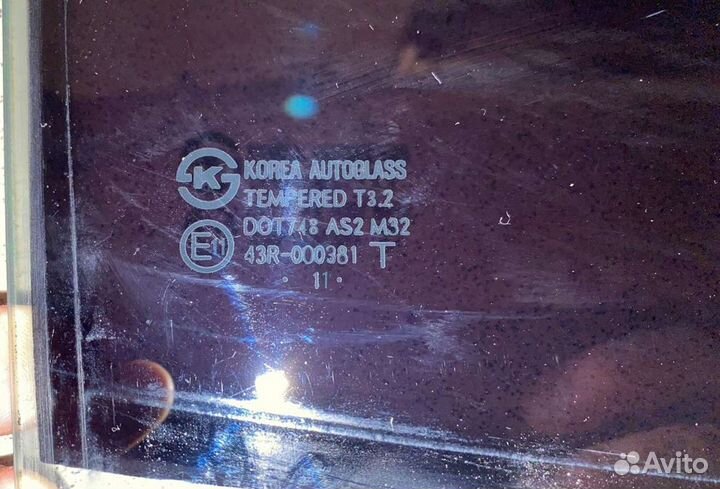 K
KOREA AUTOGLASS
TEMPERED T3.2
DOT748 AS2 M32
E11
43R-000381 T
· 11 ·
Avito